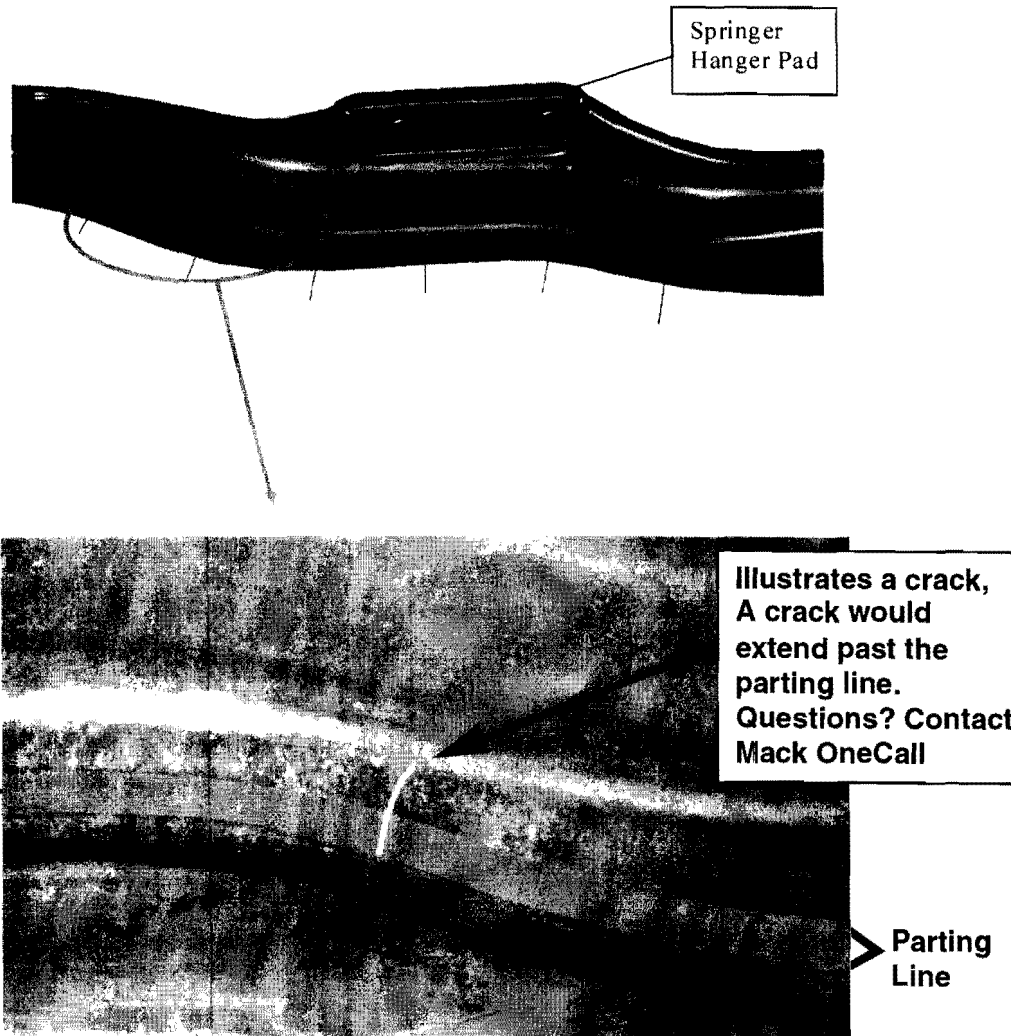 Springer
Hanger Pad
Illustrates a crack,
A crack would
extend past the
parting line.
Questions? Contact
Mack OneCall
Parting
Line